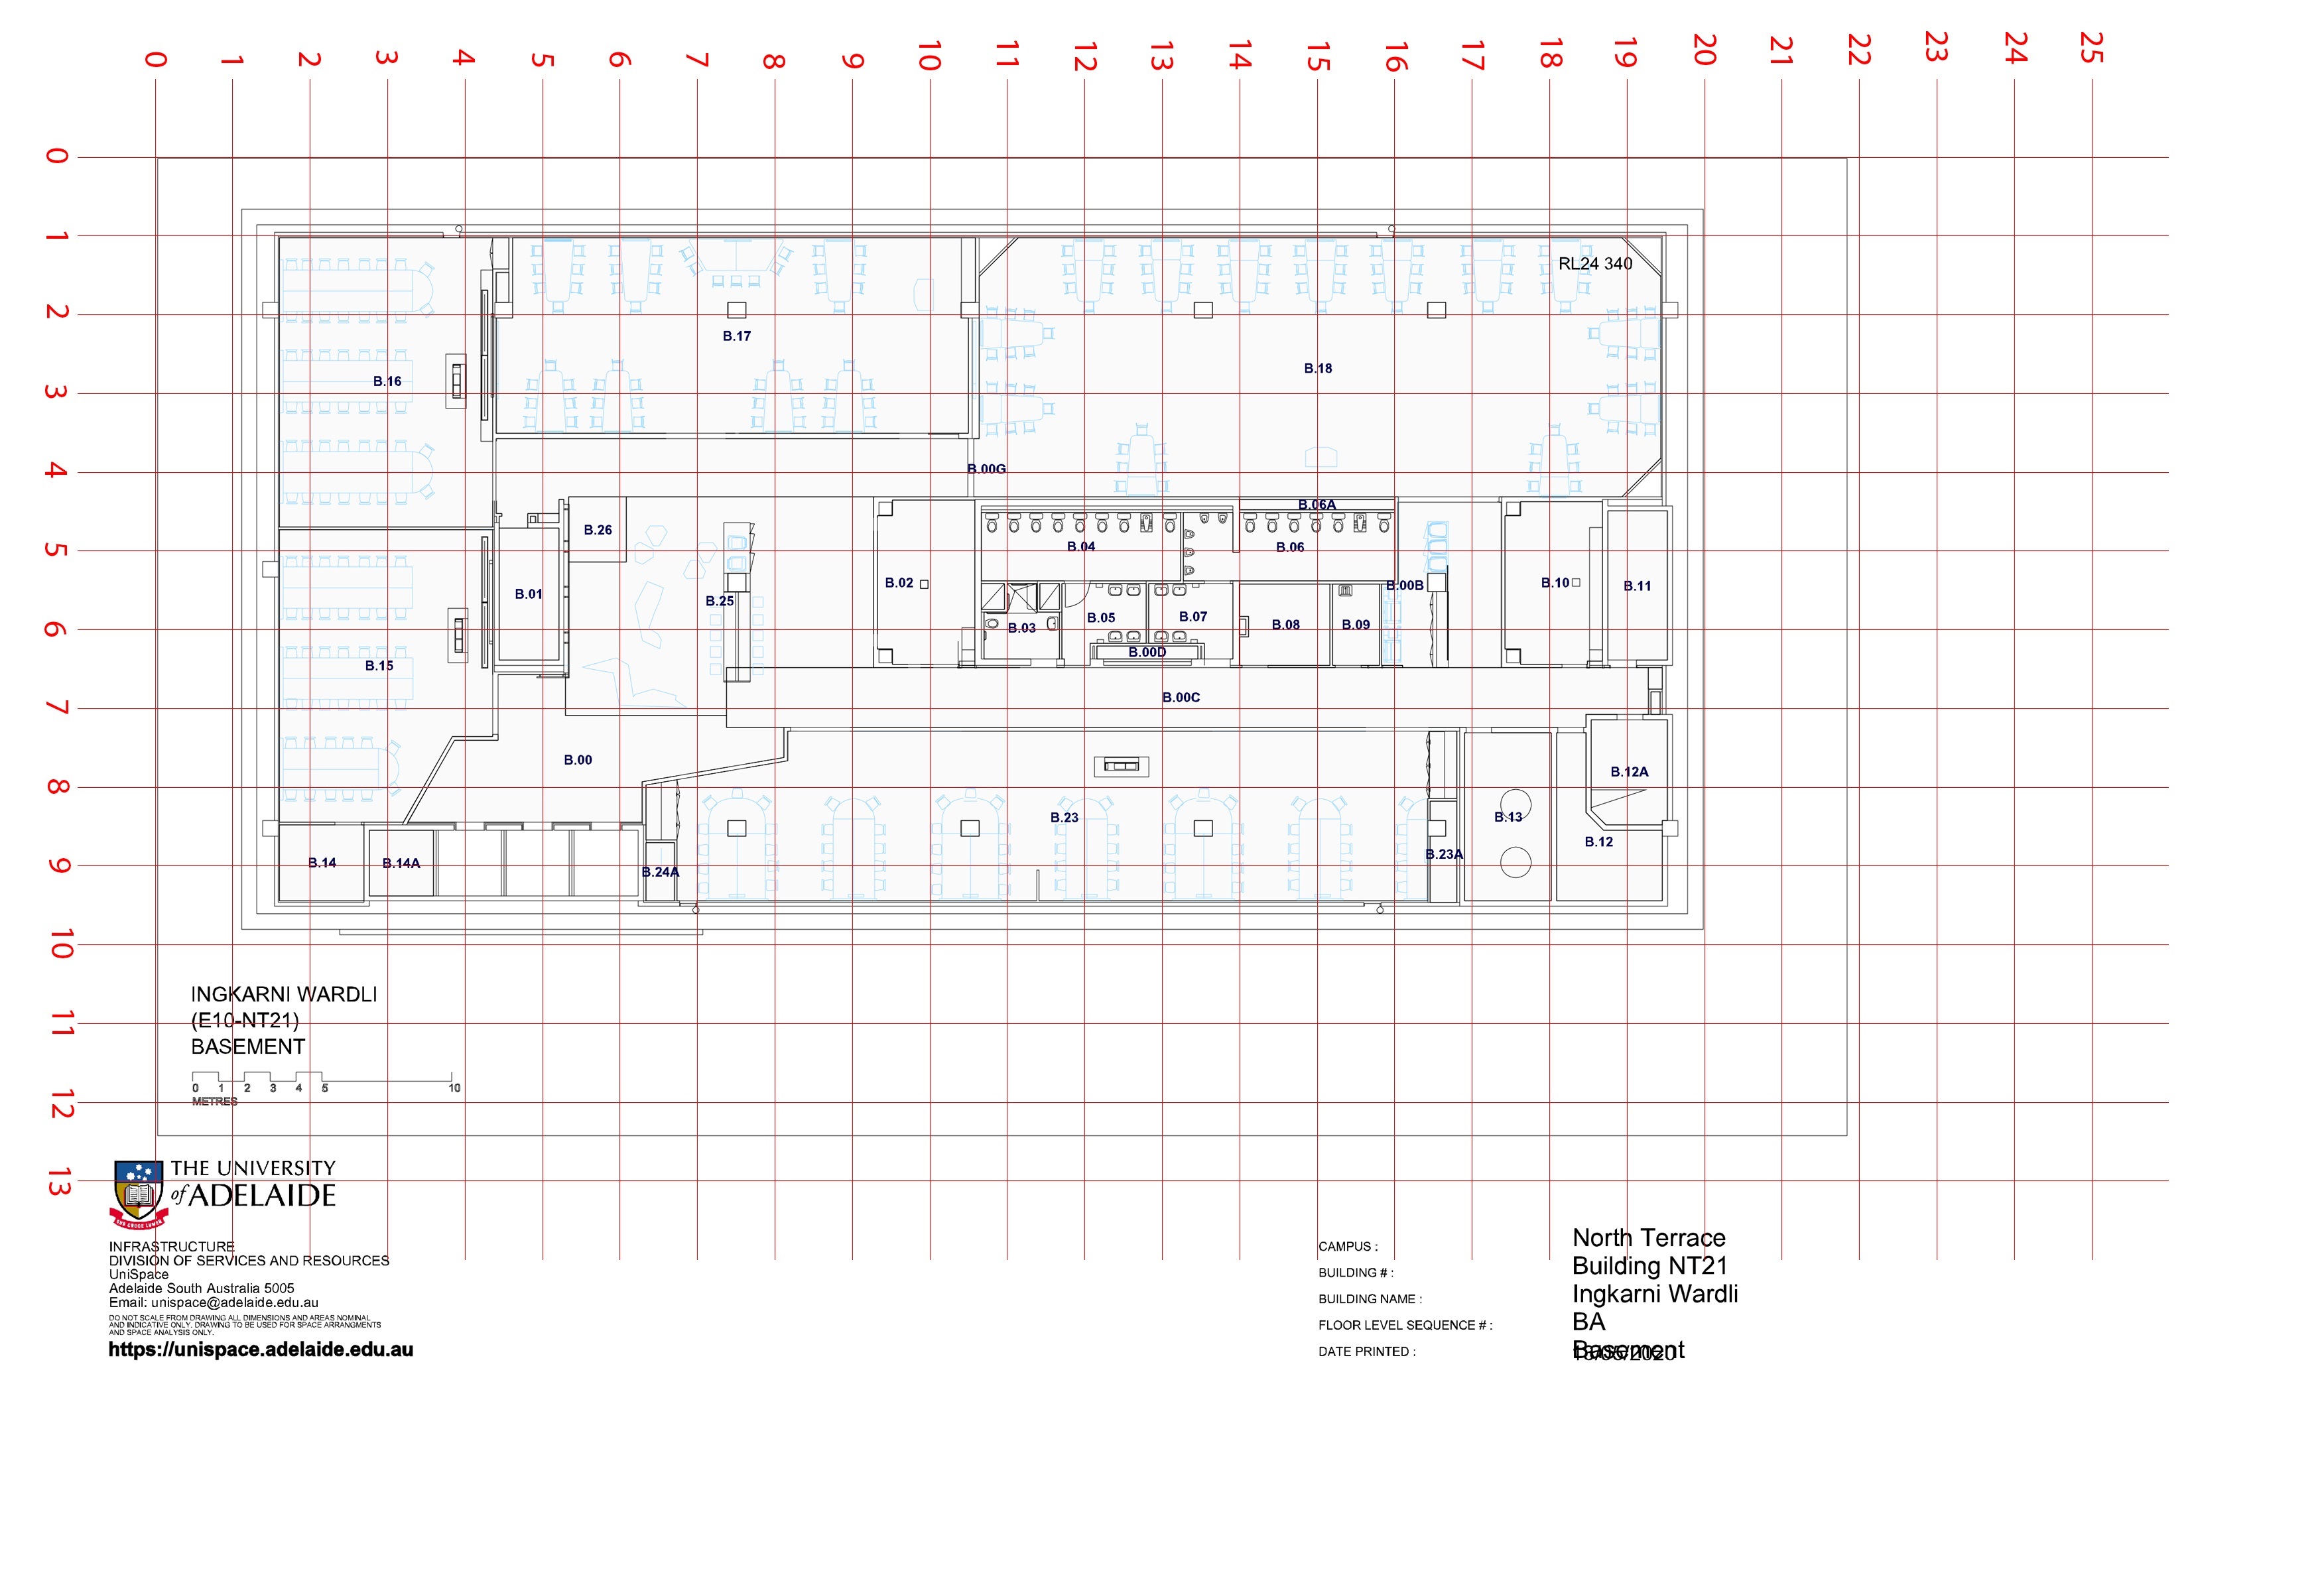 0 1 2 3 4 5 6 7 8 9 10 11 12 13 14 15 16 17 18 19 20 21 22 23 24 25
0
1
RL24 340
2
B.17
B.18
B.16
3
4
B.00G
B.06A
B.26
B.04
B.06
5
B.02
B.10
B.00B
B.11
B.01
B.25
B.05
B.07
B.08
B.09
B.03
6
B.00D
B.15
B.00C
7
B.00
B.12A
8
B.23
B.13
B.12
B.23A
B.14
B.14A
B.24A
9
10
INGKARNI WARDLI
(E10-NT21)
BASEMENT
11
0 1 2 3 4 5 10
METRES
12
13
THE UNIVERSITY
of ADELAIDE
INFRASTRUCTURE
DIVISION OF SERVICES AND RESOURCES
UniSpace
Adelaide South Australia 5005
Email: unispace@adelaide.edu.au
DO NOT SCALE FROM DRAWING ALL DIMENSIONS AND AREAS NOMINAL
AND INDICATIVE ONLY. DRAWING TO BE USED FOR SPACE ARRANGMENTS
AND SPACE ANALYSIS ONLY.
https://unispace.adelaide.edu.au
CAMPUS : North Terrace
BUILDING # : Building NT21
BUILDING NAME : Ingkarni Wardli
FLOOR LEVEL SEQUENCE # : BA
DATE PRINTED : Basement